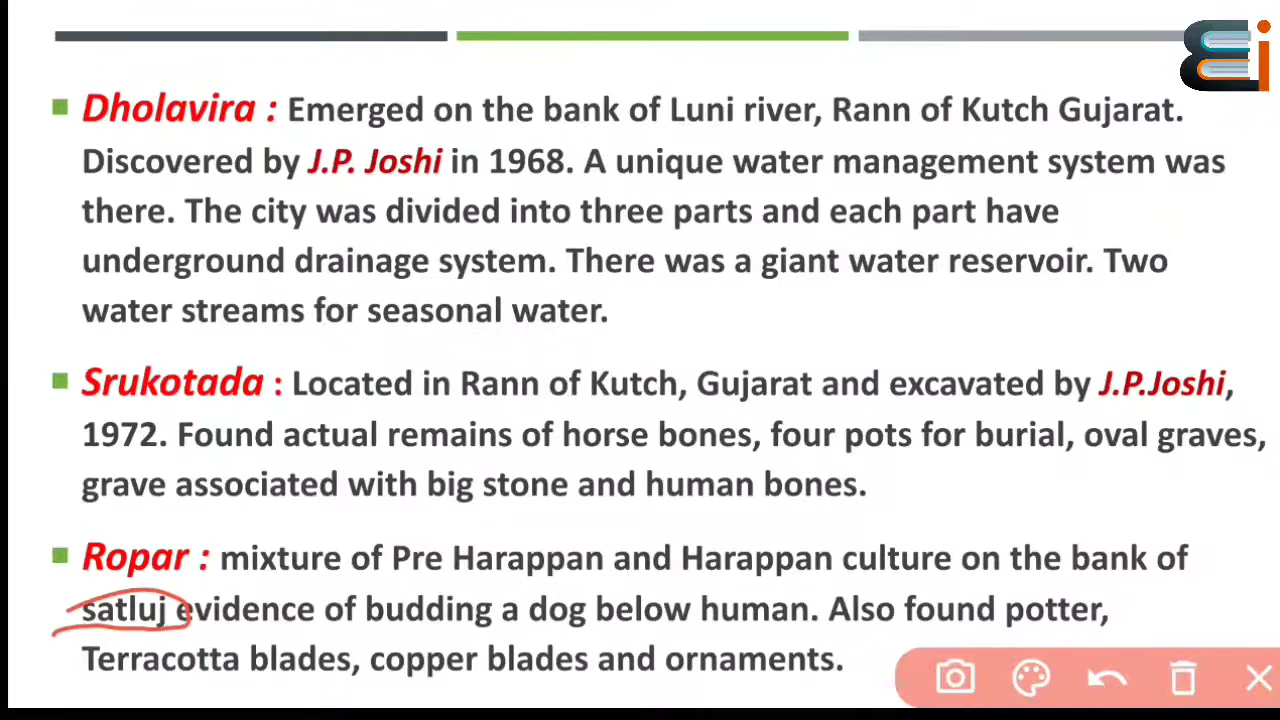 Dholavira : Emerged on the bank of Luni river, Rann of Kutch Gujarat.
Discovered by J.P. Joshi in 1968. A unique water management system was
there. The city was divided into three parts and each part have
underground drainage system. There was a giant water reservoir. Two
water streams for seasonal water.
Srukotada : Located in Rann of Kutch, Gujarat and excavated by J.P.Joshi,
1972. Found actual remains of horse bones, four pots for burial, oval graves,
grave associated with big stone and human bones.
Ropar : mixture of Pre Harappan and Harappan culture on the bank of
satluj evidence of budding a dog below human. Also found potter,
Terracotta blades, copper blades and ornaments.